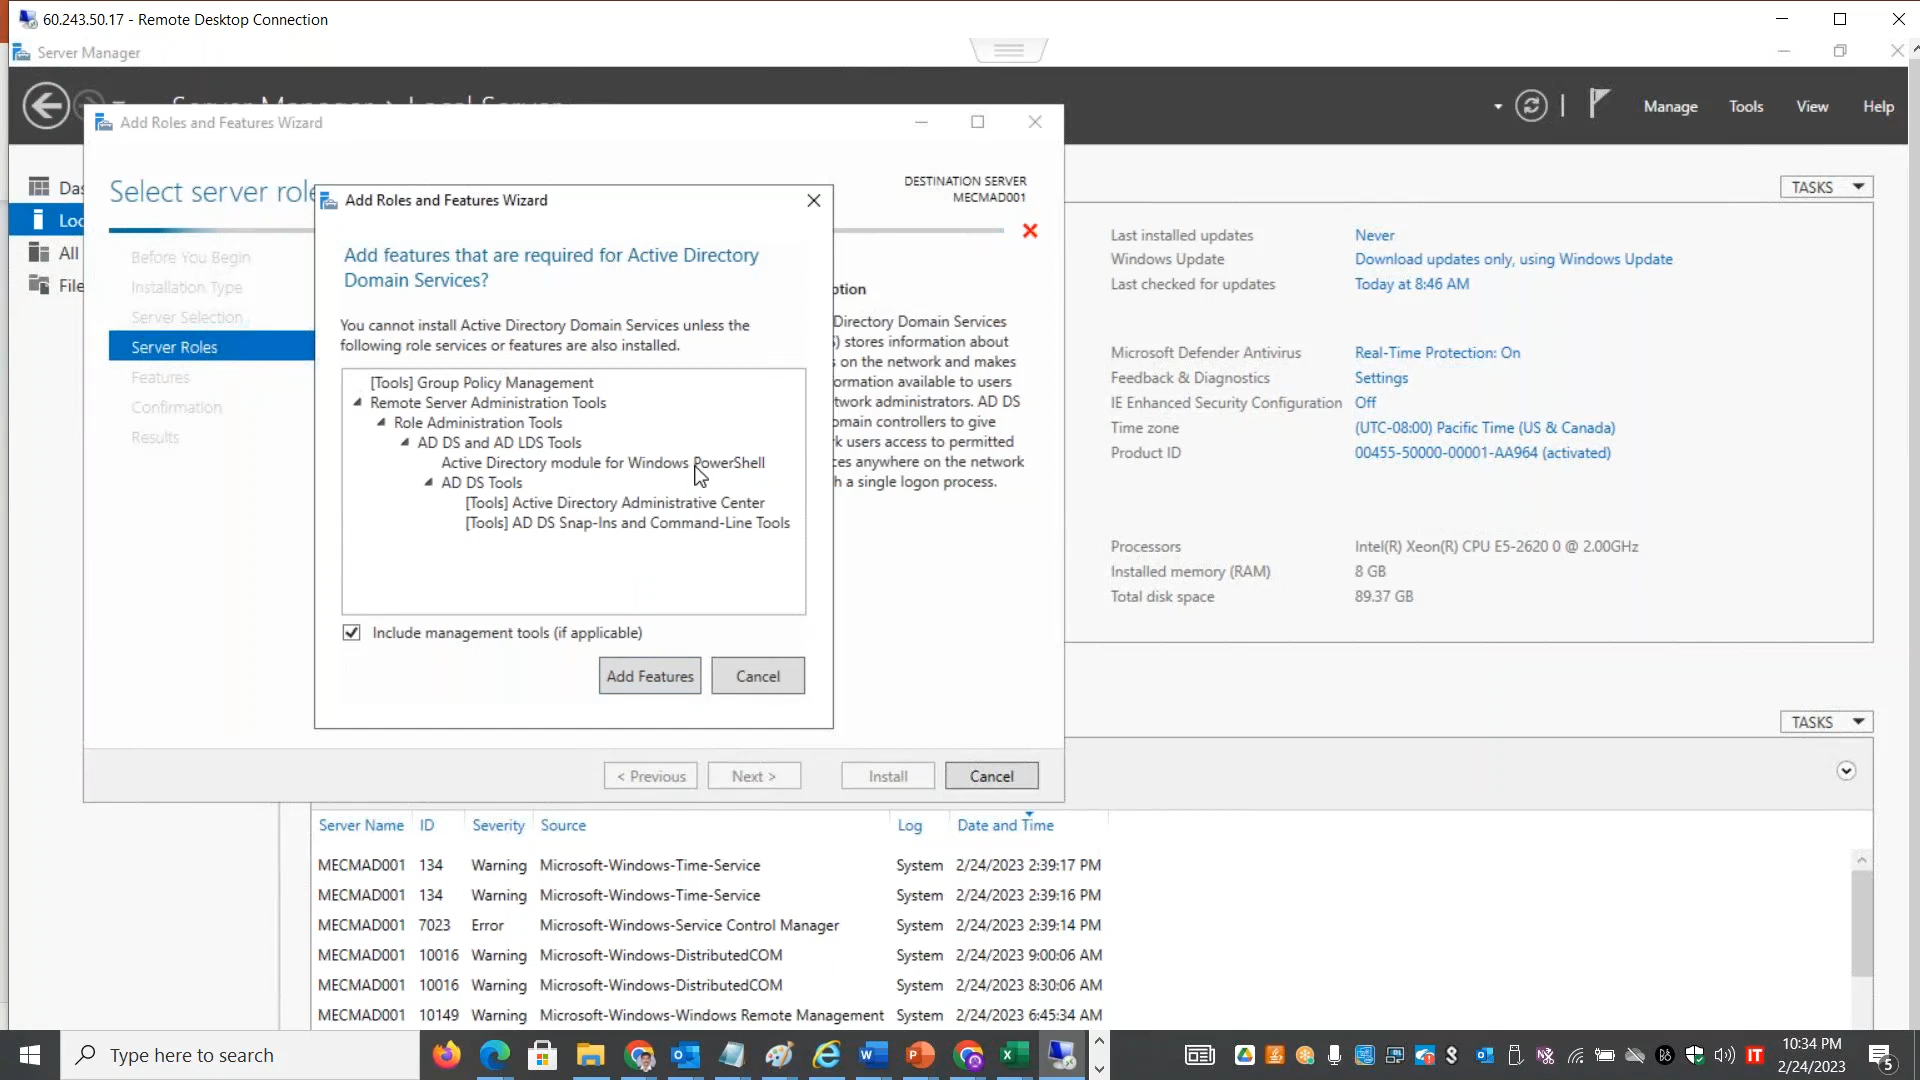 60.243.50.17 - Remote Desktop Connection
Server Manager
Manage
Tools
View
Help
Add Roles and Features Wizard
Select server role
DESTINATION SERVER
MECMAD001
Before You Begin
Installation Type
Server Selection
Server Roles
Features
Confirmation
Results
Add Roles and Features Wizard
Add features that are required for Active Directory
Domain Services?
You cannot install Active Directory Domain Services unless the
following role services or features are also installed.
[Tools] Group Policy Management
Remote Server Administration Tools
Role Administration Tools
AD DS and AD LDS Tools
Active Directory module for Windows PowerShell
AD DS Tools
[Tools] Active Directory Administrative Center
[Tools] AD DS Snap-Ins and Command-Line Tools
Include management tools (if applicable)
Add Features
Cancel
Directory Domain Services
) stores information about
s on the network and makes
ormation available to users
twork administrators. AD DS
omain controllers to give
k users access to permitted
ces anywhere on the network
h a single logon process.
< Previous
Next >
Install
Cancel
Das
Loc
All
File
TASKS
Last installed updates Never
Windows Update Download updates only, using Windows Update
Last checked for updates Today at 8:46 AM
Microsoft Defender Antivirus Real-Time Protection: On
Feedback & Diagnostics Settings
IE Enhanced Security Configuration Off
Time zone (UTC-08:00) Pacific Time (US & Canada)
Product ID 00455-50000-00001-AA964 (activated)
Processors Intel(R) Xeon(R) CPU E5-2620 0 @ 2.00GHz
Installed memory (RAM) 8 GB
Total disk space 89.37 GB
TASKS
Server Name ID Severity Source Log Date and Time
MECMAD001 134 Warning Microsoft-Windows-Time-Service System 2/24/2023 2:39:17 PM
MECMAD001 134 Warning Microsoft-Windows-Time-Service System 2/24/2023 2:39:16 PM
MECMAD001 7023 Error Microsoft-Windows-Service Control Manager System 2/24/2023 2:39:14 PM
MECMAD001 10016 Warning Microsoft-Windows-DistributedCOM System 2/24/2023 9:00:06 AM
MECMAD001 10016 Warning Microsoft-Windows-DistributedCOM System 2/24/2023 8:30:06 AM
MECMAD001 10149 Warning Microsoft-Windows-Windows Remote Management System 2/24/2023 6:45:34 AM
Type here to search
IT
10:34 PM
2/24/2023
5